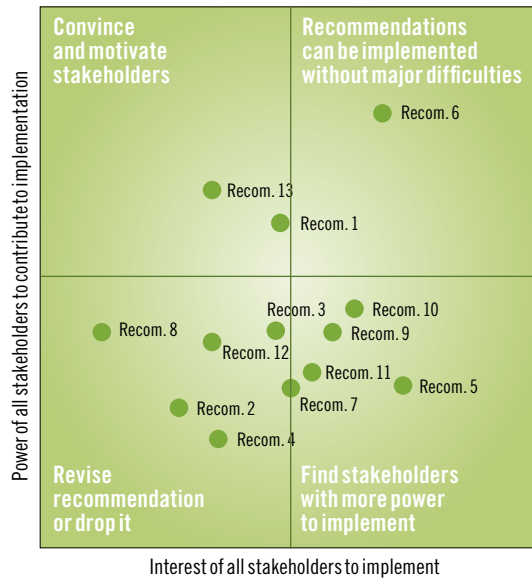 Convince
and motivate
stakeholders
Recommendations
can be implemented
without major difficulties
Recom. 6
Recom. 13
Recom. 1
Recom. 10
Recom. 3
Recom. 8
Recom. 9
Recom. 12
Recom. 11
Recom. 5
Recom. 7
Recom. 2
Recom. 4
Revise
recommendation
or drop it
Find stakeholders
with more power
to implement
Power of all stakeholders to contribute to implementation
Interest of all stakeholders to implement